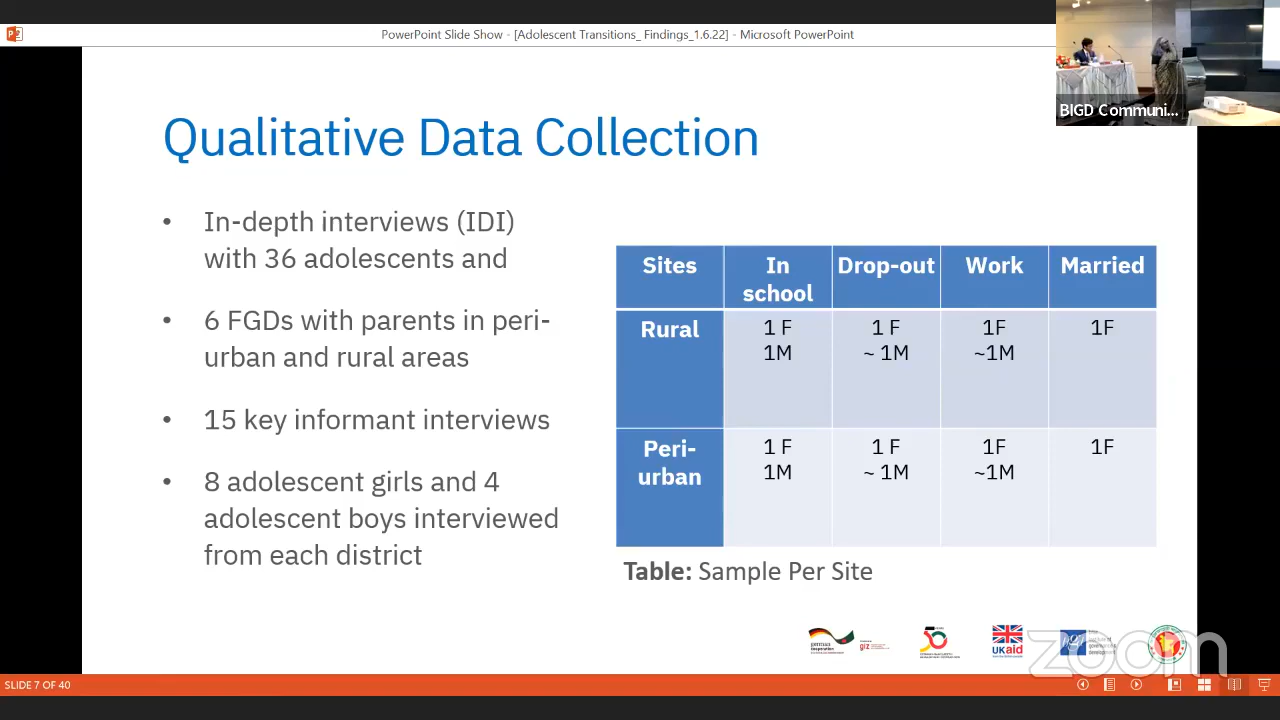 PowerPoint Slide Show - [Adolescent Transitions_ Findings_1.6.22] - Microsoft PowerPoint
BIGD Communi...
Qualitative Data Collection
• In-depth interviews (IDI)
with 36 adolescents and
• 6 FGDs with parents in peri-
urban and rural areas
• 15 key informant interviews
• 8 adolescent girls and 4
adolescent boys interviewed
from each district
Sites In school Drop-out Work Married
Rural 1 F 1 F 1F 1F
1M ~ 1M ~1M
Peri-urban 1 F 1 F 1F 1F
1M ~ 1M ~1M
Table: Sample Per Site
giz
50
UKaid
zoom
SLIDE 7 OF 40